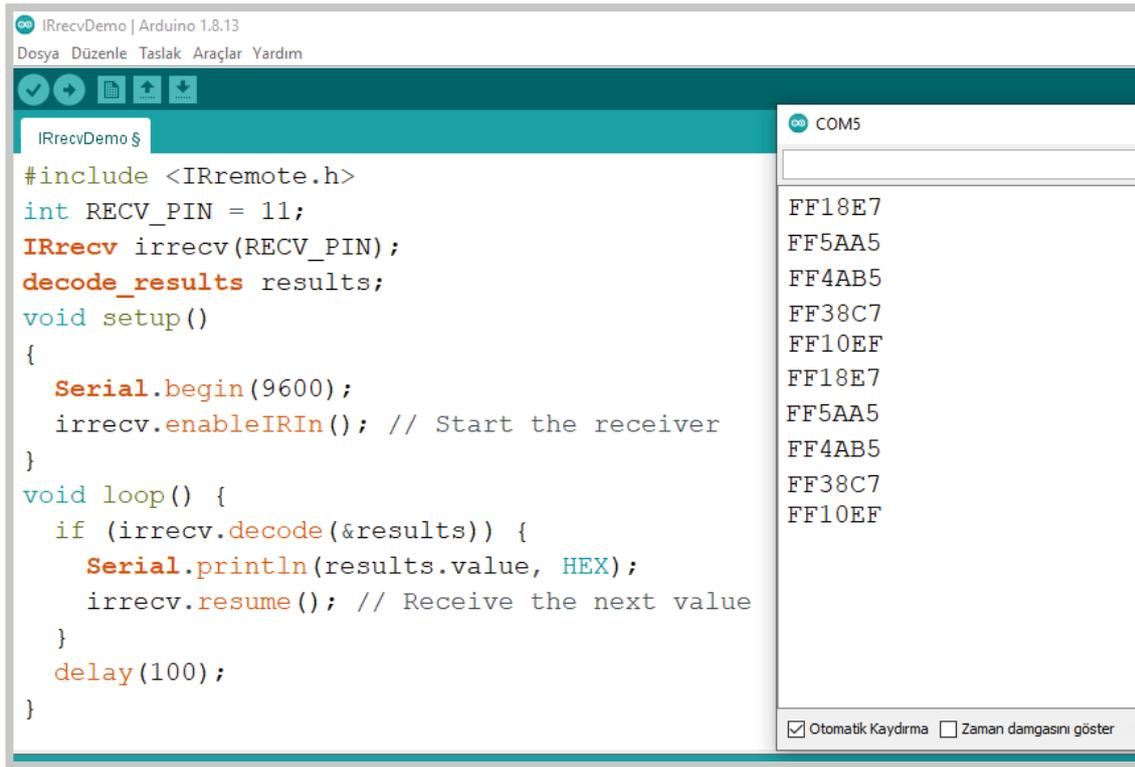 IRrecvDemo | Arduino 1.8.13
Dosya Düzenle Taslak Araçlar Yardım
IRrecvDemo §
#include <IRremote.h>
int RECV_PIN = 11;
IRrecv irrecv(RECV_PIN);
decode_results results;
void setup()
{
  Serial.begin(9600);
  irrecv.enableIRIn(); // Start the receiver
}
void loop() {
  if (irrecv.decode(&results)) {
    Serial.println(results.value, HEX);
    irrecv.resume(); // Receive the next value
  }
  delay(100);
}
COM5
FF18E7
FF5AA5
FF4AB5
FF38C7
FF10EF
FF18E7
FF5AA5
FF4AB5
FF38C7
FF10EF
Otomatik Kaydırma Zaman damgasını göster